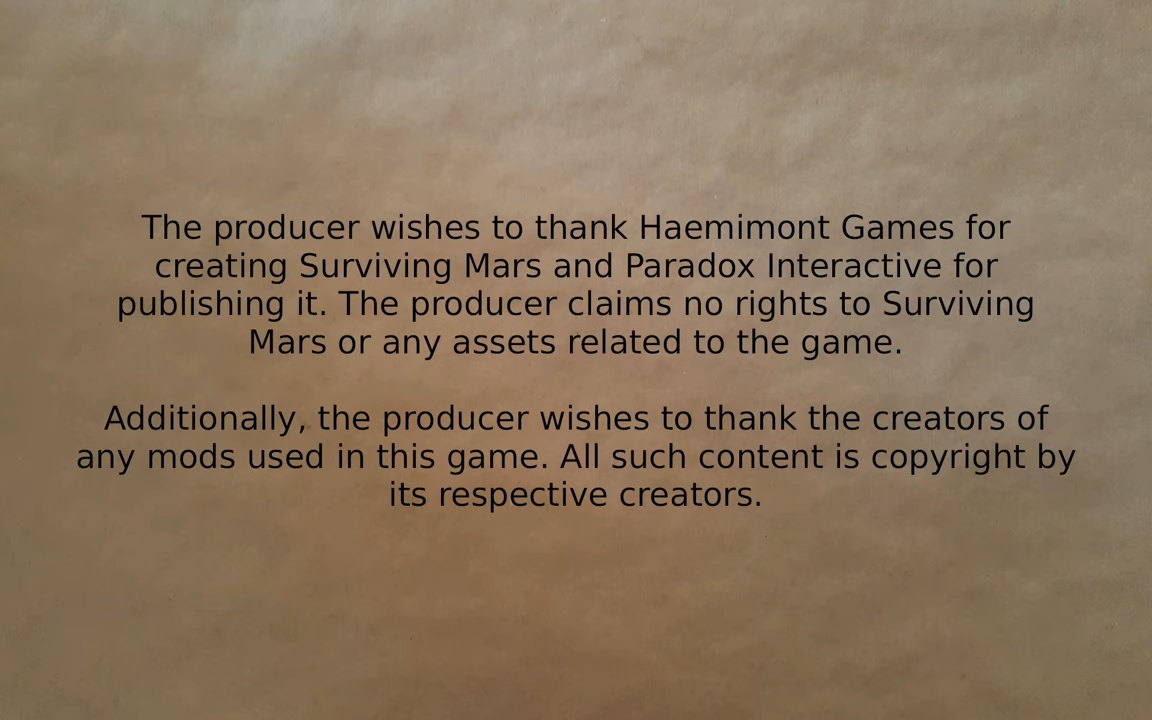 The producer wishes to thank Haemimont Games for
creating Surviving Mars and Paradox Interactive for
publishing it. The producer claims no rights to Surviving
Mars or any assets related to the game.
Additionally, the producer wishes to thank the creators of
any mods used in this game. All such content is copyright by
its respective creators.